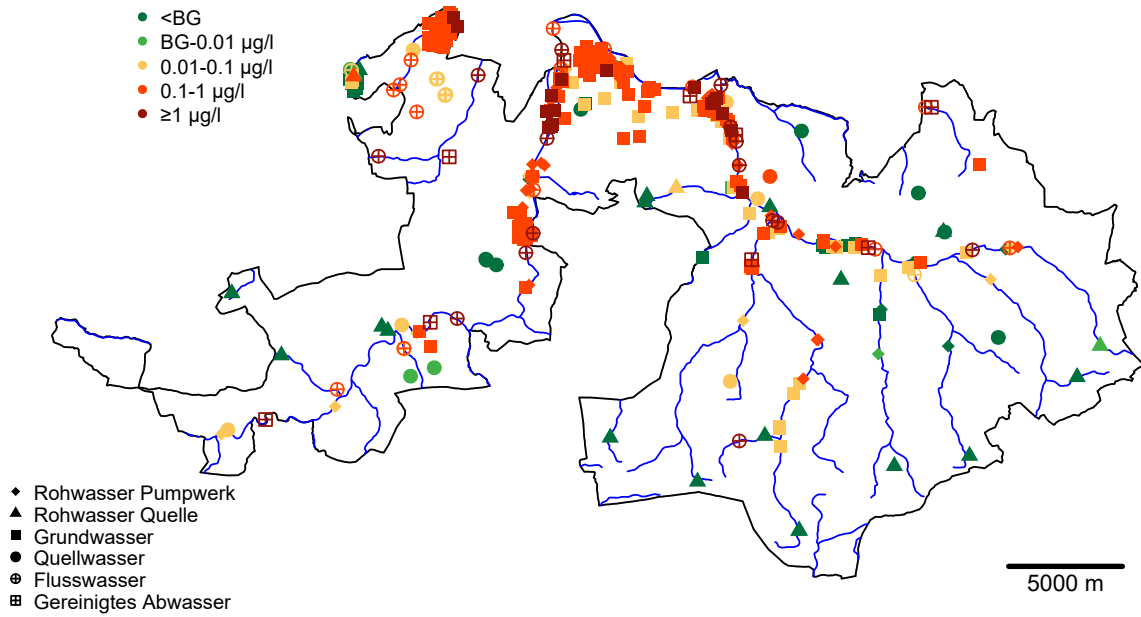 <BG
BG-0.01 µg/l
0.01-0.1 µg/l
0.1-1 µg/l
≥1 µg/l
Rohwasser Pumpwerk
Rohwasser Quelle
Grundwasser
Quellwasser
Flusswasser
Gereinigtes Abwasser
5000 m